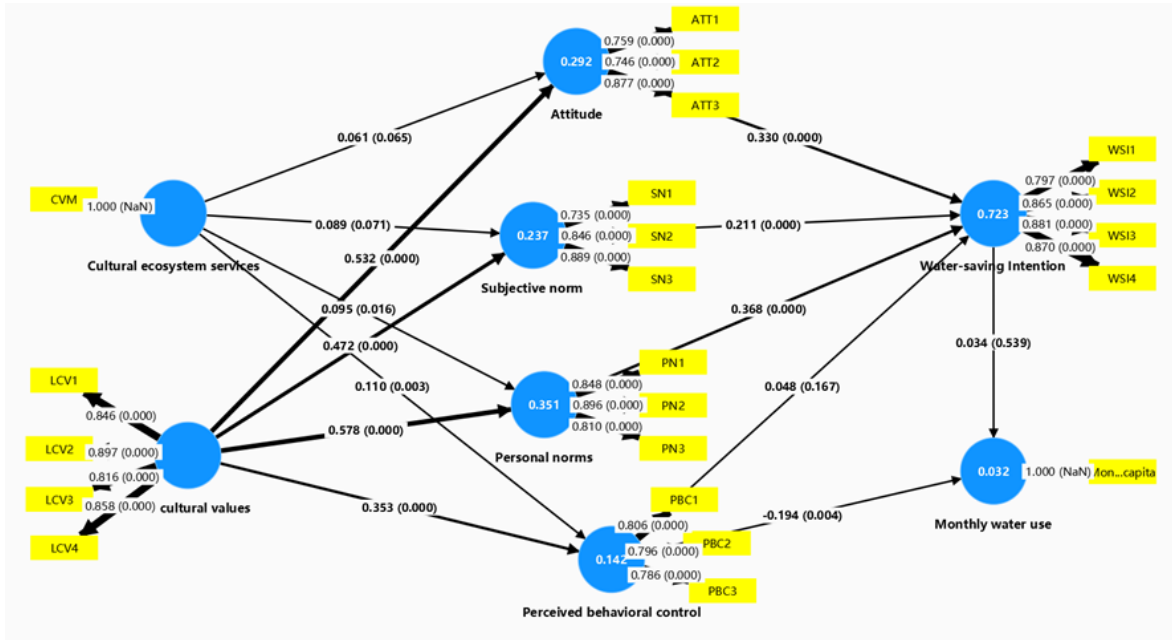 ATT1
0.759 (0.000)
0.292
0.746 (0.000)
ATT2
0.877 (0.000)
ATT3
Attitude
0.061 (0.065)
0.330 (0.000)
CVM
1.000 (NaN)
Cultural ecosystem services
0.089 (0.071)
SN1
0.735 (0.000)
0.237
0.846 (0.000)
SN2
0.889 (0.000)
SN3
Subjective norm
0.211 (0.000)
WSI1
0.797 (0.000)
WSI2
0.723
0.865 (0.000)
0.881 (0.000)
WSI3
0.870 (0.000)
WSI4
Water-saving Intention
0.532 (0.000)
0.095 (0.016)
0.472 (0.000)
0.110 (0.003)
0.368 (0.000)
0.034 (0.539)
LCV1
0.846 (0.000)
LCV2
0.897 (0.000)
0.816 (0.000)
LCV3
0.858 (0.000)
LCV4
cultural values
0.578 (0.000)
PN1
0.848 (0.000)
0.351
0.896 (0.000)
PN2
0.810 (0.000)
PN3
Personal norms
0.048 (0.167)
0.353 (0.000)
PBC1
0.806 (0.000)
PBC2
0.142
0.796 (0.000)
0.786 (0.000)
PBC3
Perceived behavioral control
-0.194 (0.004)
0.032
1.000 (NaN)
Mon...capita
Monthly water use